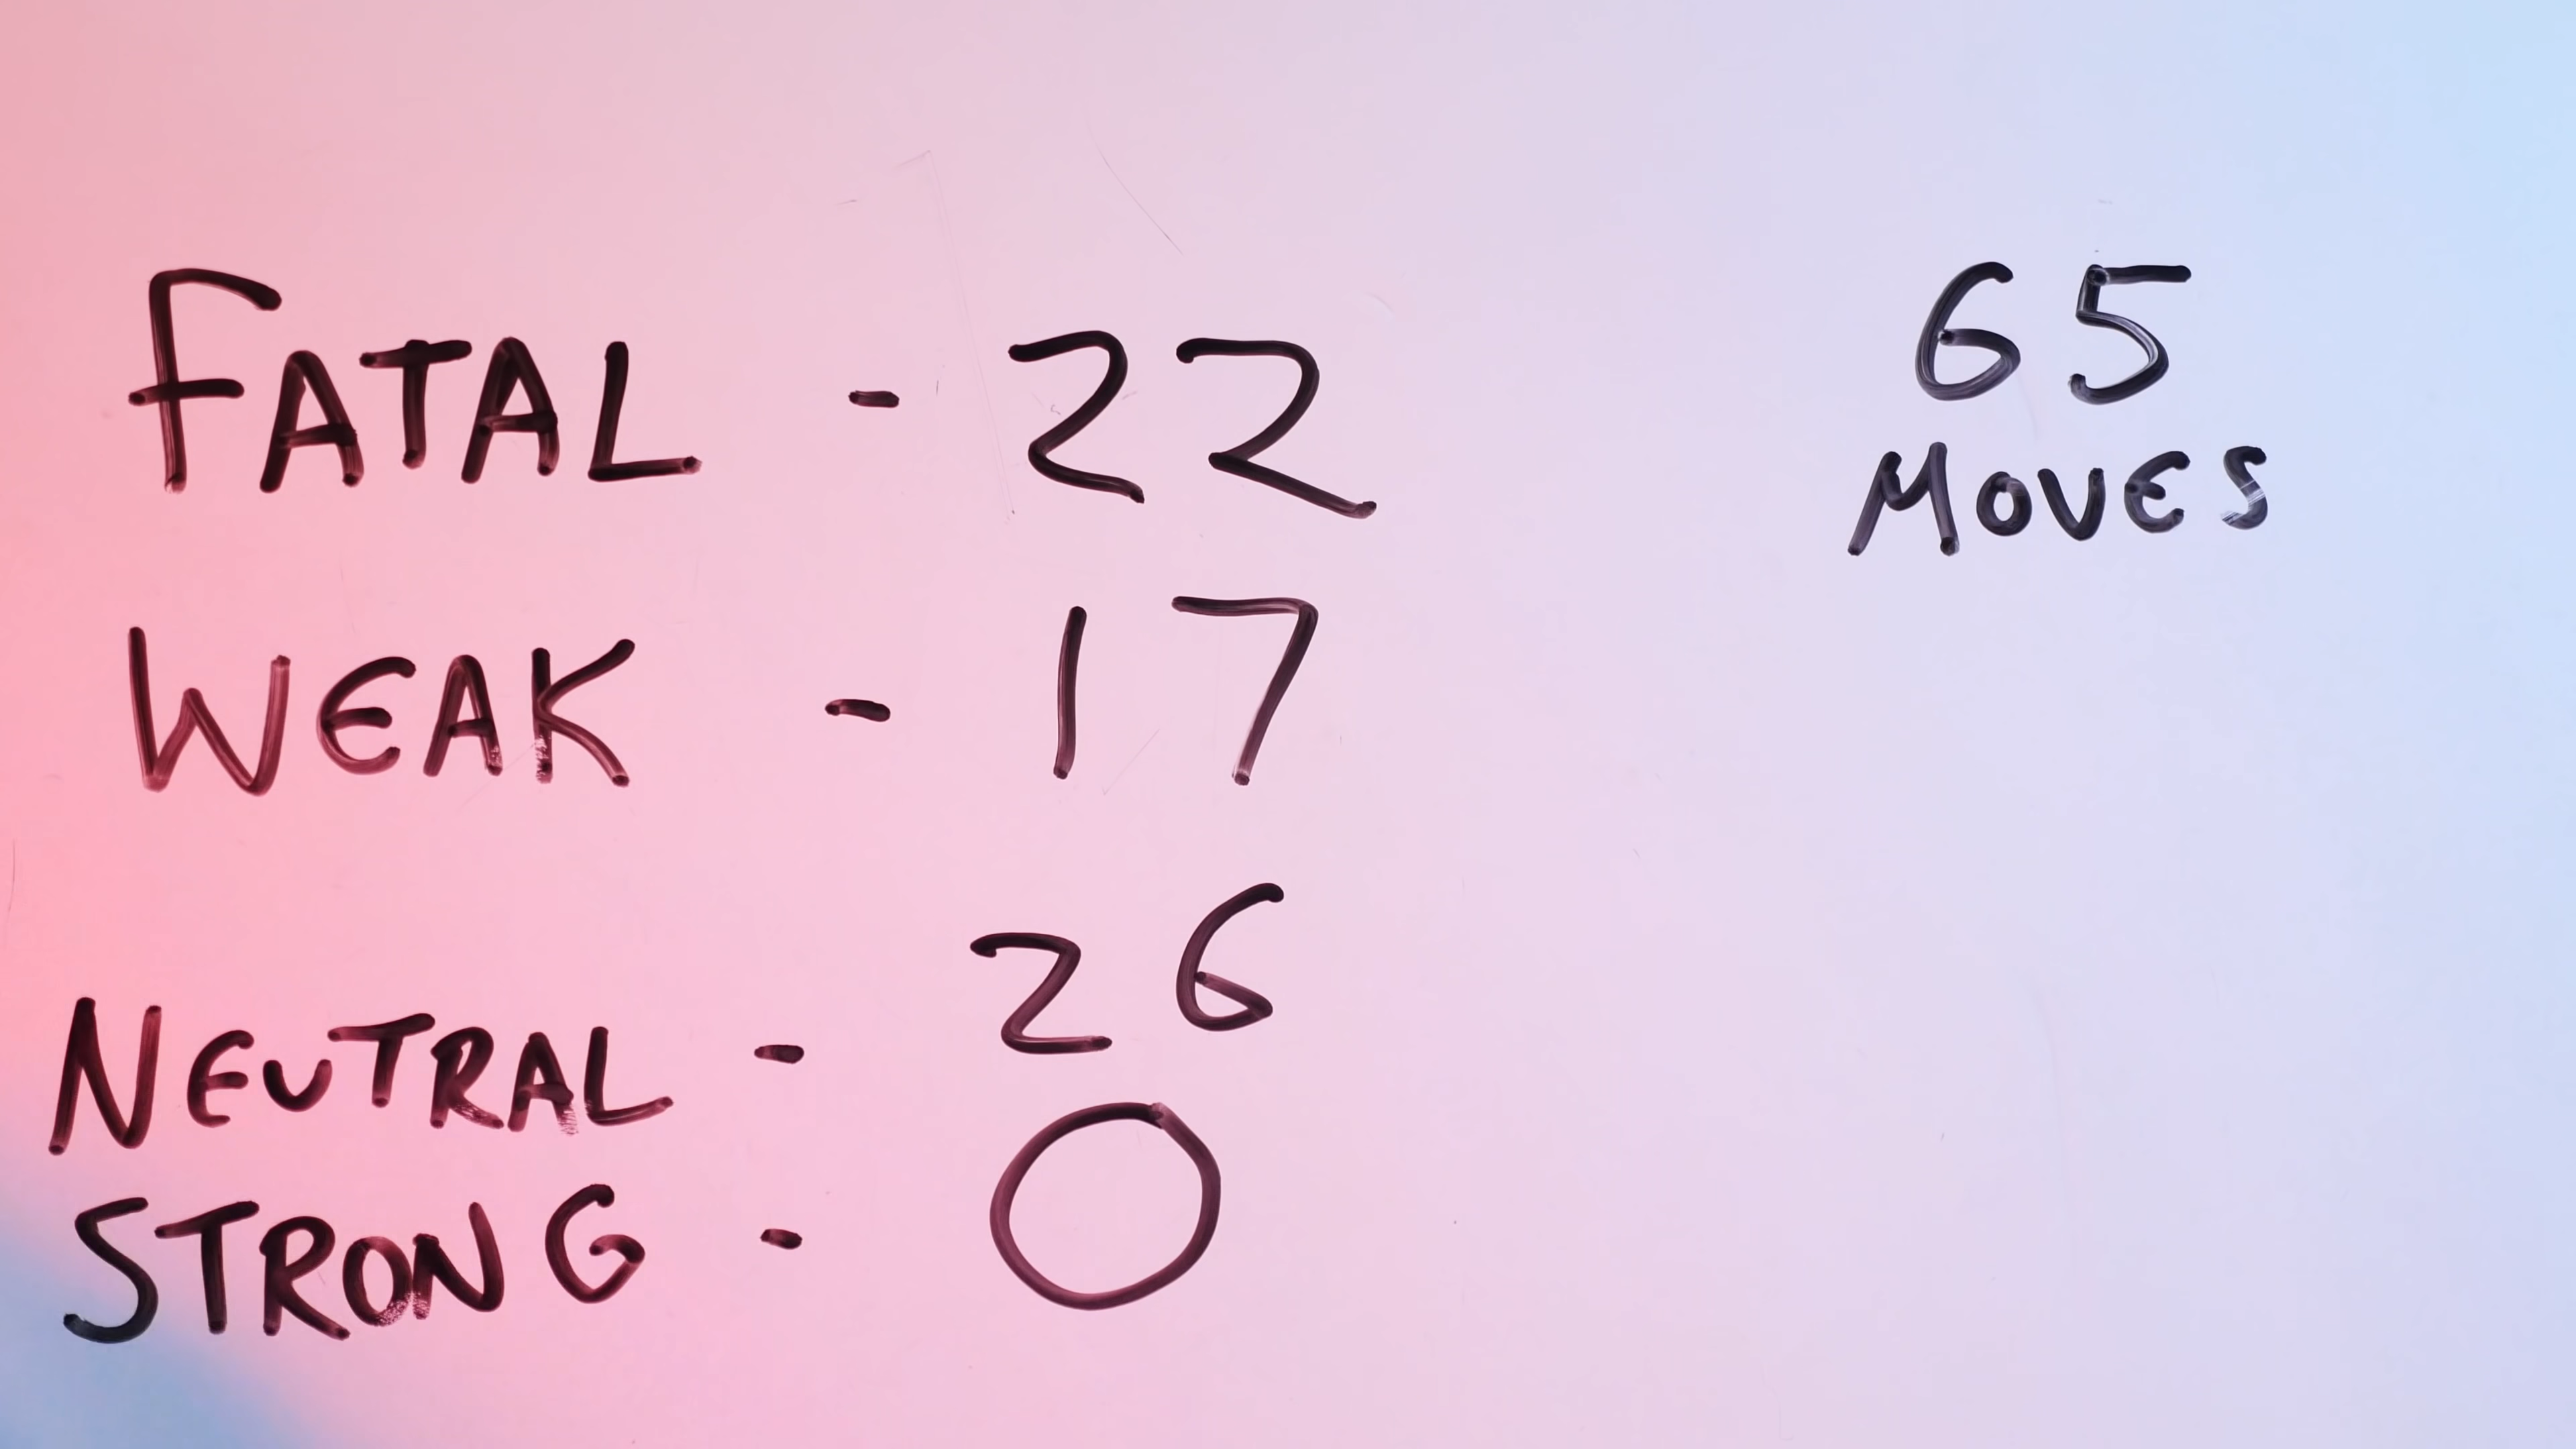 FATAL - 22
WEAK - 17
NEUTRAL - 26
STRONG - 0
65
MOVES